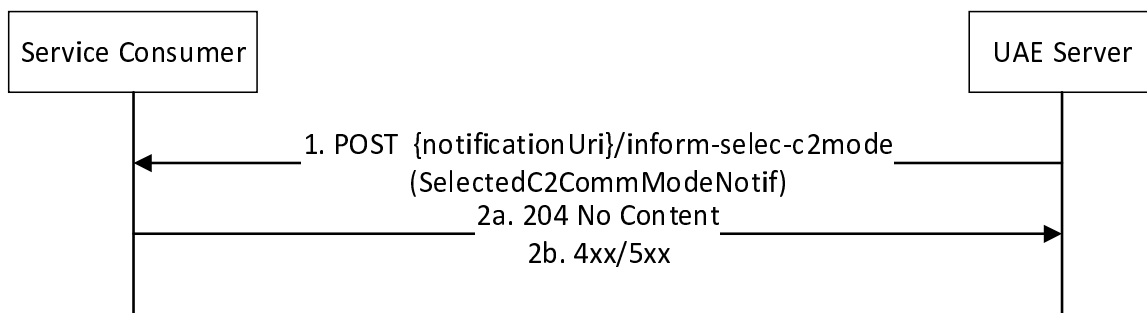 Service Consumer
UAE Server
1. POST {notificationUri}/inform-selec-c2mode
(SelectedC2CommModeNotif)
2a. 204 No Content
2b. 4xx/5xx